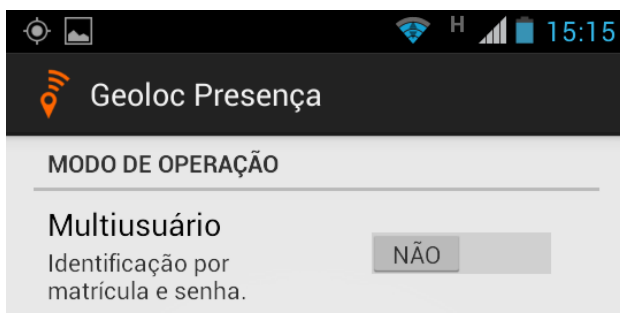 H 15:15
Geoloc Presença
MODO DE OPERAÇÃO
Multiusuário
Identificação por
matrícula e senha.
NÃO